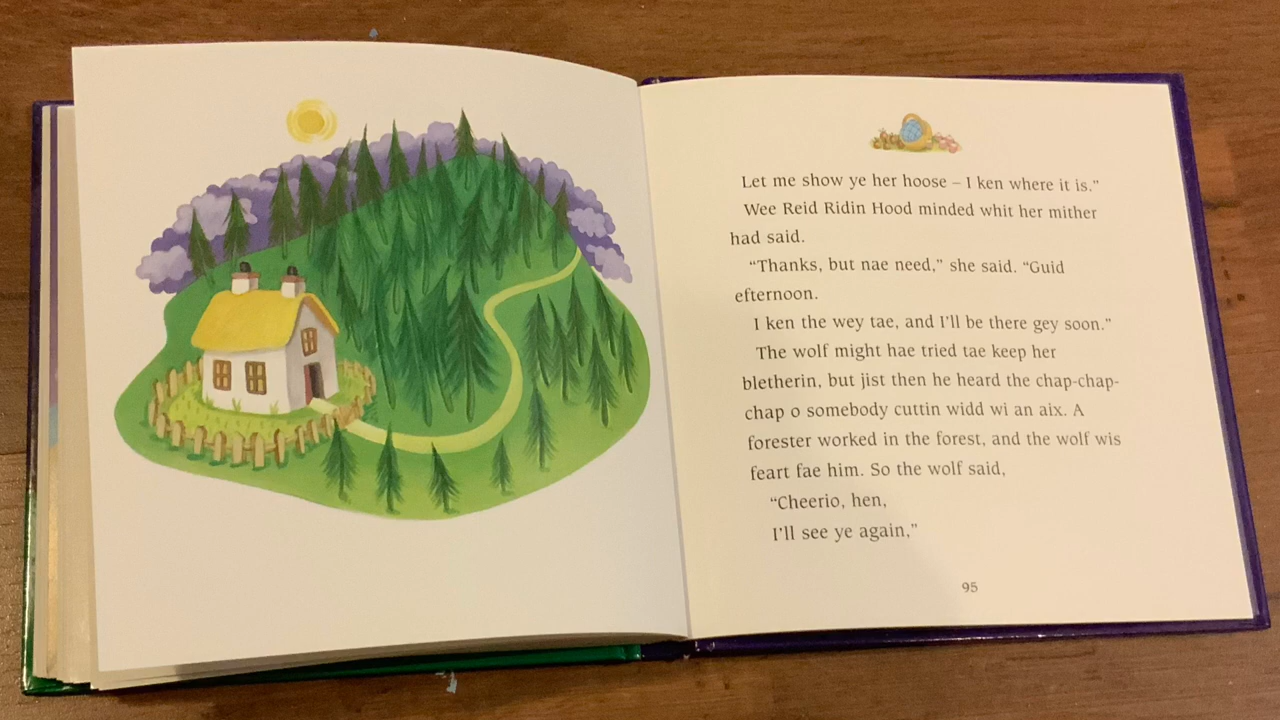 Let me show ye her hoose – I ken where it is.”
Wee Reid Ridin Hood minded whit her mither
had said.
“Thanks, but nae need,” she said. “Guid
efternoon.
I ken the wey tae, and I’ll be there gey soon.”
The wolf might hae tried tae keep her
bletherin, but jist then he heard the chap-chap-
chap o somebody cuttin widd wi an aix. A
forester worked in the forest, and the wolf wis
feart fae him. So the wolf said,
“Cheerio, hen,
I’ll see ye again,”
95